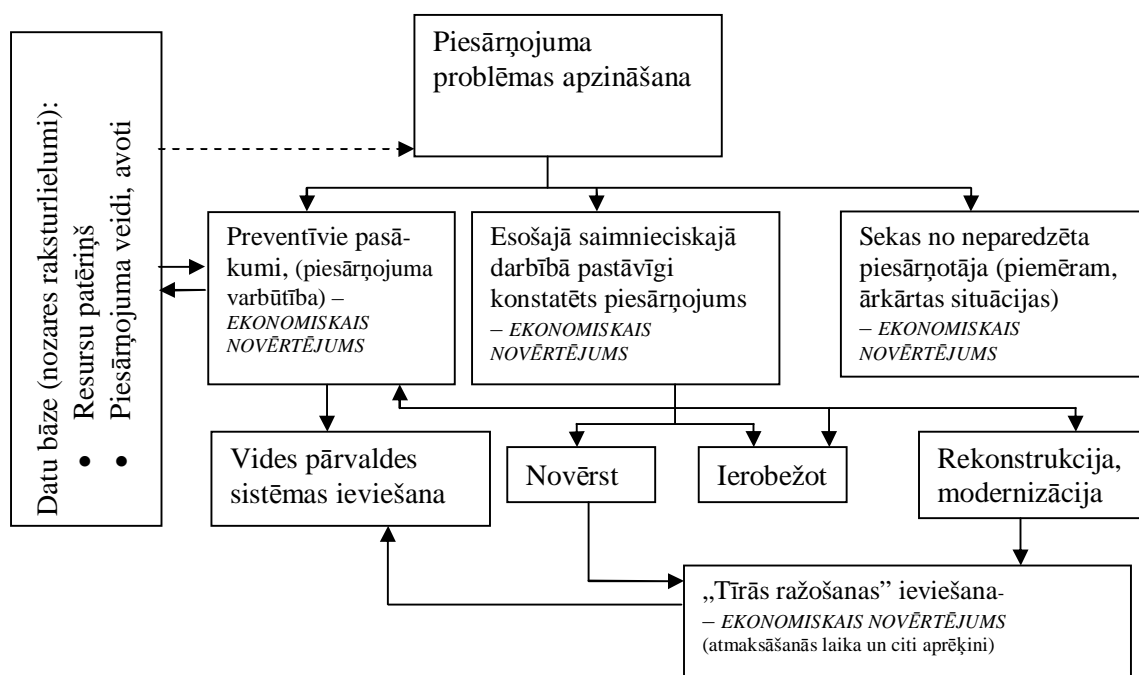 Datu bāze (nozares raksturlielumi):
• Resursu patēriņš
• Piesārņojuma veidi, avoti
Piesārņojuma
problēmas apzināšana
Preventīvie pasā-
kumi, (piesārņojuma
varbūtība) –
EKONOMISKAIS
NOVĒRTĒJUMS
Esošajā saimnieciskajā
darbībā pastāvīgi
konstatēts piesārņojums
– EKONOMISKAIS
NOVĒRTĒJUMS
Sekas no neparedzēta
piesārņotāja (piemēram,
ārkārtas situācijas)
– EKONOMISKAIS
NOVĒRTĒJUMS
Vides pārvaldes
sistēmas ieviešana
Novērst
Ierobežot
Rekonstrukcija,
modernizācija
„Tīrās ražošanas” ieviešana-
– EKONOMISKAIS NOVĒRTĒJUMS
(atmaksāšanās laika un citi aprēķini)